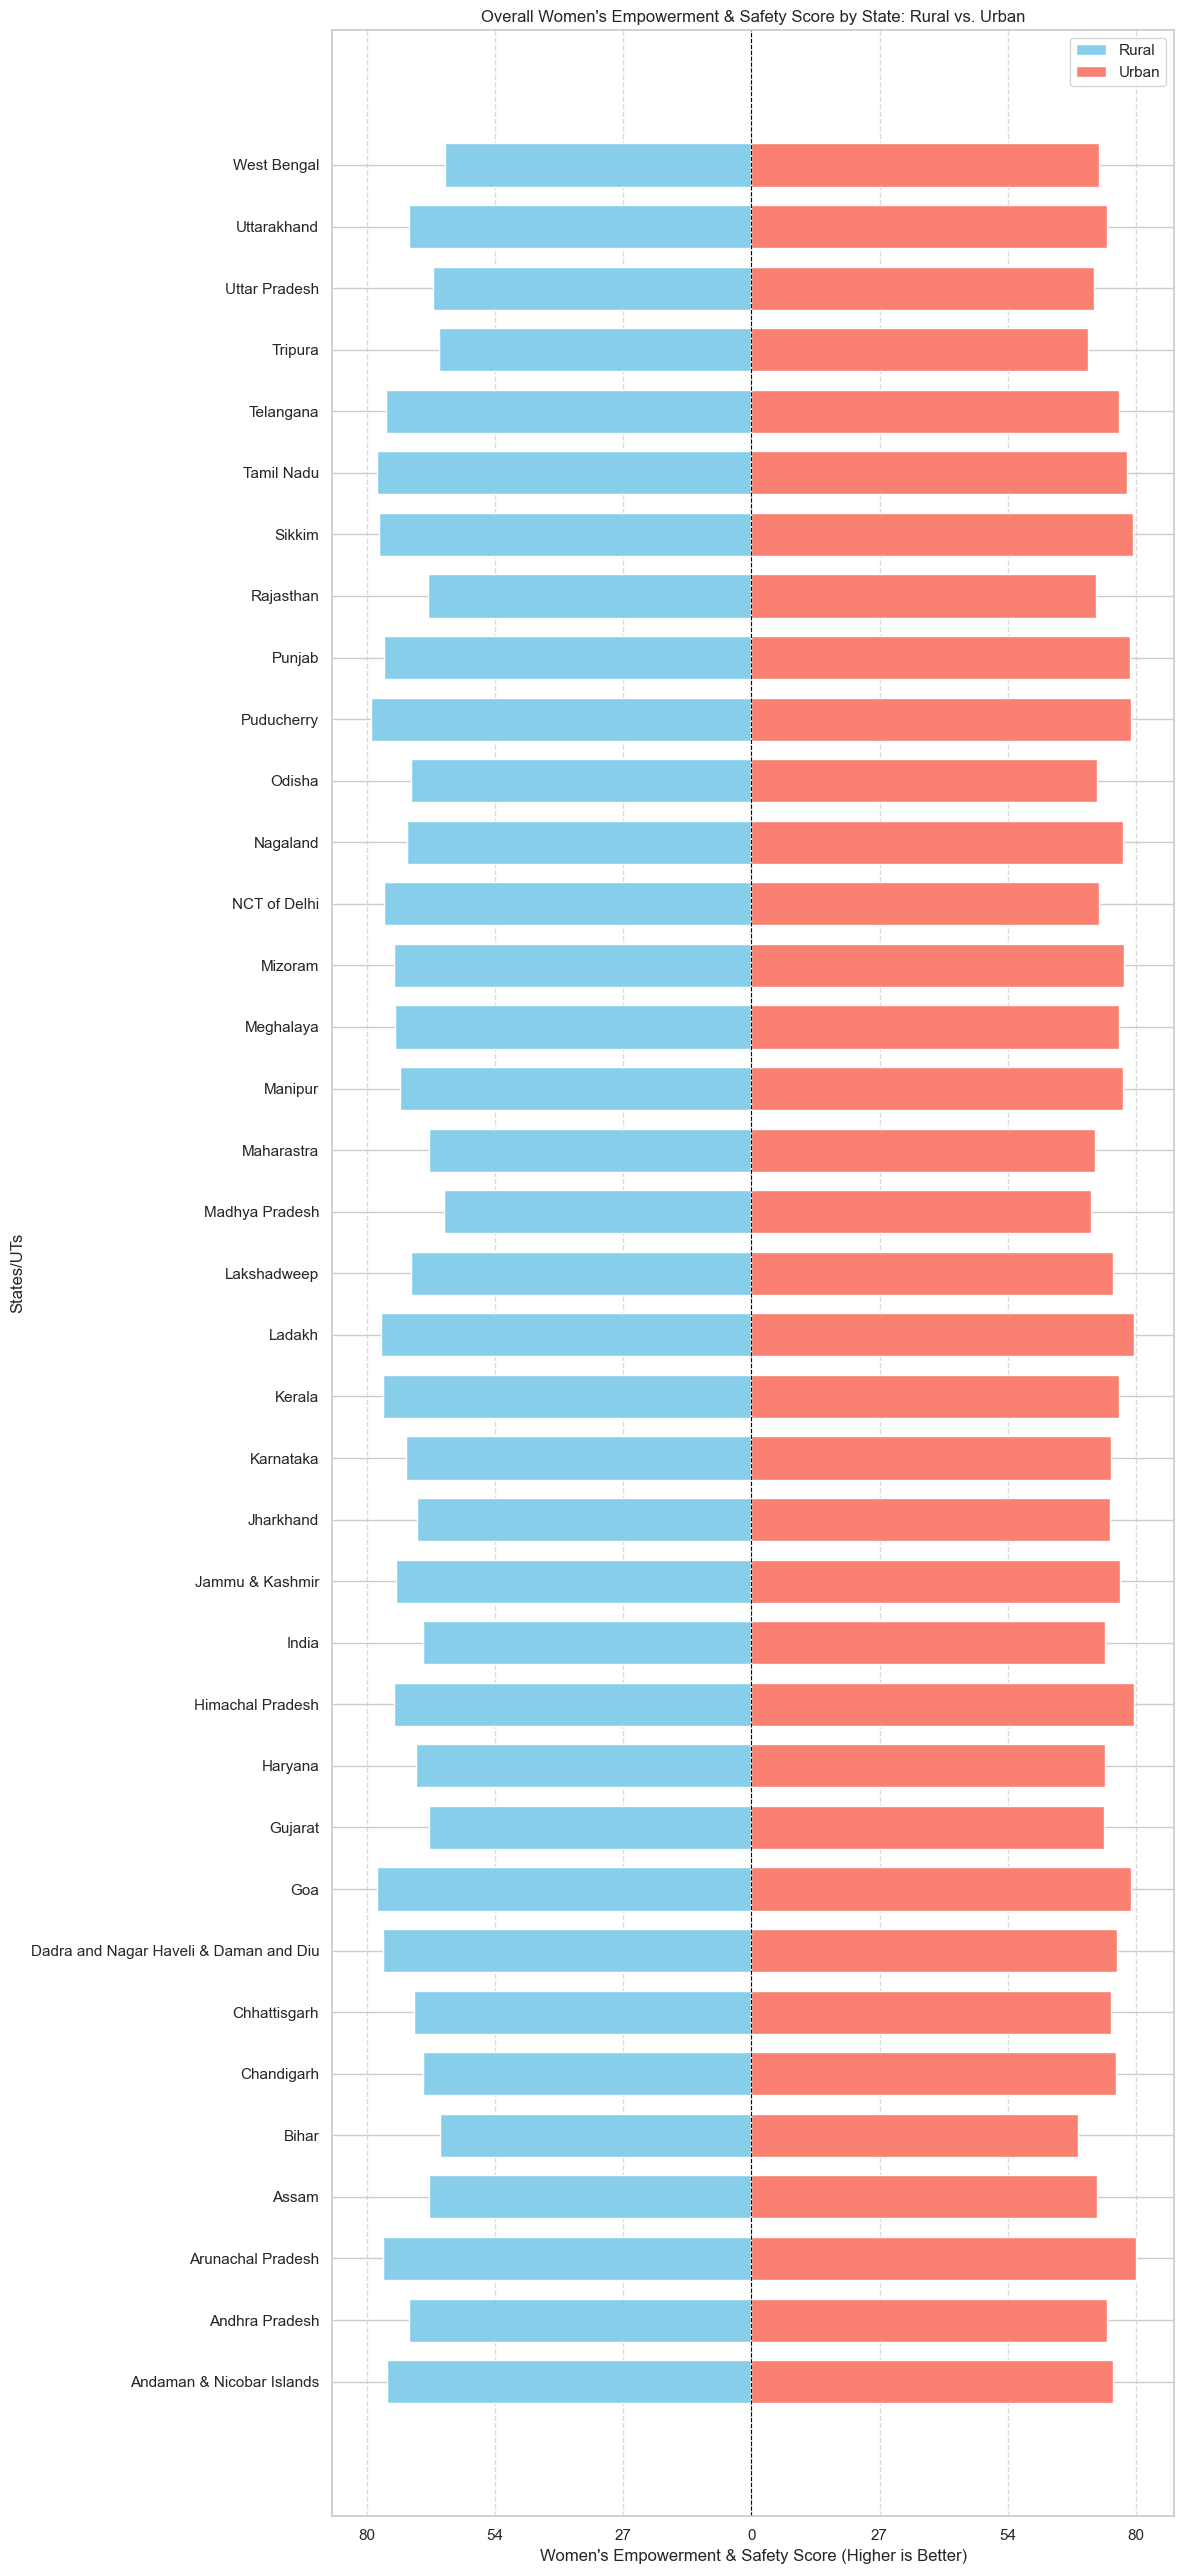 Overall Women's Empowerment & Safety Score by State: Rural vs. Urban
Rural
Urban
West Bengal
Uttarakhand
Uttar Pradesh
Tripura
Telangana
Tamil Nadu
Sikkim
Rajasthan
Punjab
Puducherry
Odisha
Nagaland
NCT of Delhi
Mizoram
Meghalaya
Manipur
Maharastra
Madhya Pradesh
Lakshadweep
Ladakh
Kerala
Karnataka
Jharkhand
Jammu & Kashmir
India
Himachal Pradesh
Haryana
Gujarat
Goa
Dadra and Nagar Haveli & Daman and Diu
Chhattisgarh
Chandigarh
Bihar
Assam
Arunachal Pradesh
Andhra Pradesh
Andaman & Nicobar Islands
States/UTs
80 54 27 0 27 54 80
Women's Empowerment & Safety Score (Higher is Better)